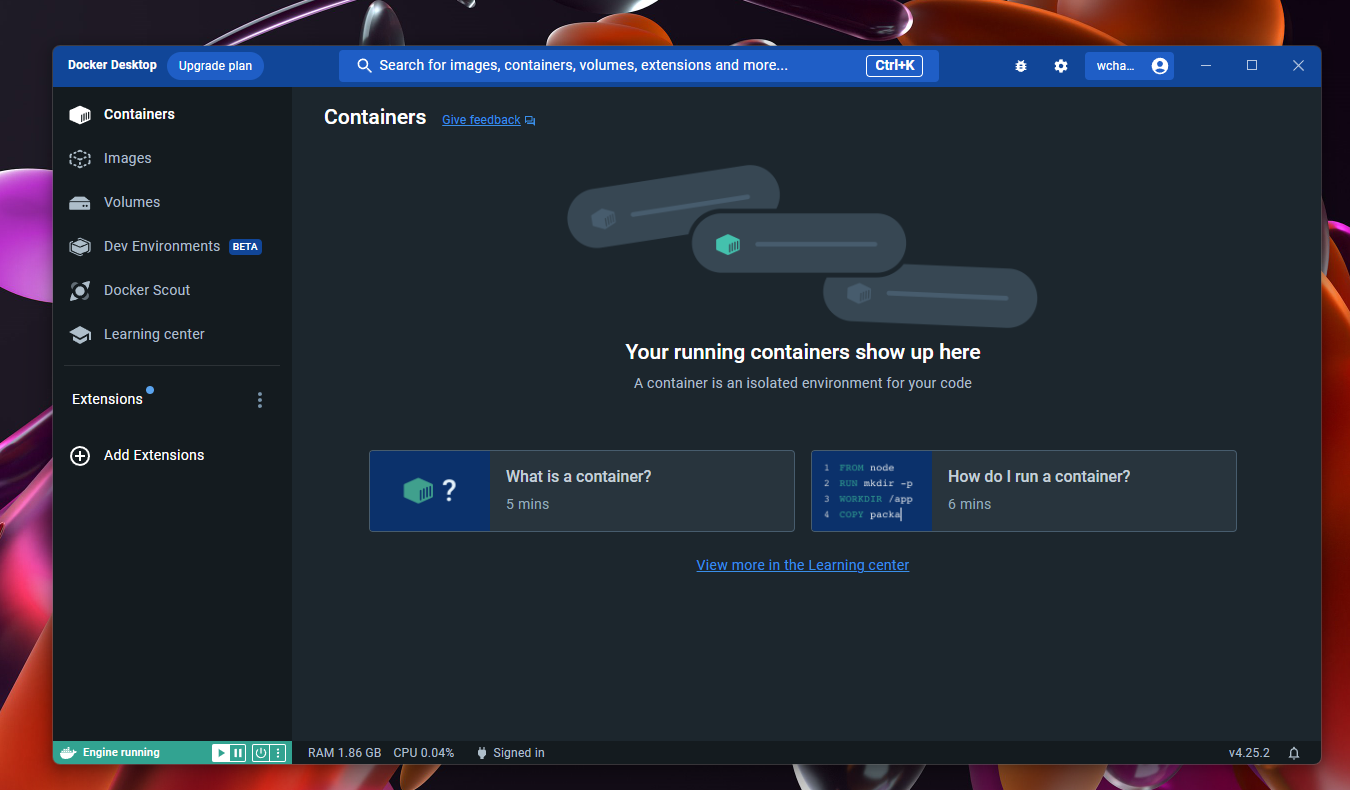 Docker Desktop Upgrade plan Search for images, containers, volumes, extensions and more... Ctrl+K wcha...
Containers
Images
Volumes
Dev Environments BETA
Docker Scout
Learning center
Extensions
Add Extensions
Containers Give feedback
Your running containers show up here
A container is an isolated environment for your code
?
What is a container?
5 mins
1 FROM node
2 RUN mkdir -p
3 WORKDIR /app
4 COPY packa
How do I run a container?
6 mins
View more in the Learning center
Engine running RAM 1.86 GB CPU 0.04% Signed in v4.25.2